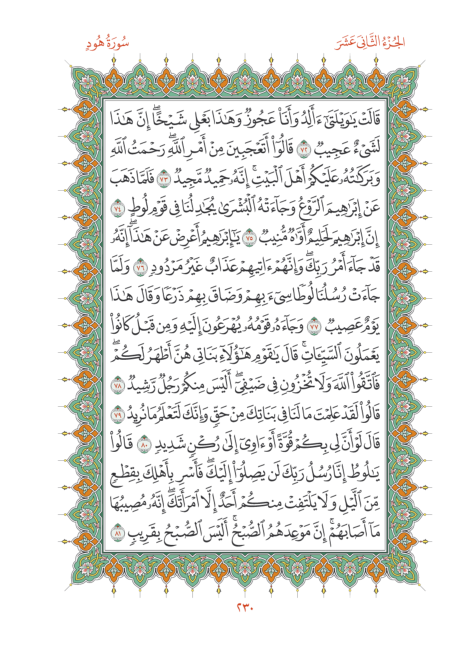 الجُزْءُ الثَّانِىَ عَشَرَ
سُورَةُ هُودٍ
قَالَتْ يَٰوَيْلَتَىٰٓ ءَأَلِدُ وَأَنَا۠ عَجُوزٌ وَهَٰذَا بَعْلِى شَيْخًاۖ إِنَّ هَٰذَا
لَشَىْءٌ عَجِيبٌ ٧٢ قَالُوٓا۟ أَتَعْجَبِينَ مِنْ أَمْرِ ٱللَّهِۖ رَحْمَتُ ٱللَّهِ
وَبَرَكَٰتُهُۥ عَلَيْكُمْ أَهْلَ ٱلْبَيْتِۚ إِنَّهُۥ حَمِيدٌ مَّجِيدٌ ٧٣ فَلَمَّا ذَهَبَ
عَنْ إِبْرَٰهِيمَ ٱلرَّوْعُ وَجَآءَتْهُ ٱلْبُشْرَىٰ يُجَٰدِلُنَا فِى قَوْمِ لُوطٍ ٧٤
إِنَّ إِبْرَٰهِيمَ لَحَلِيمٌ أَوَّٰهٌ مُّنِيبٌ ٧٥ يَٰٓإِبْرَٰهِيمُ أَعْرِضْ عَنْ هَٰذَآۖ إِنَّهُۥ
قَدْ جَآءَ أَمْرُ رَبِّكَۖ وَإِنَّهُمْ ءَاتِيهِمْ عَذَابٌ غَيْرُ مَرْدُودٍ ٧٦ وَلَمَّا
جَآءَتْ رُسُلُنَا لُوطًا سِىٓءَ بِهِمْ وَضَاقَ بِهِمْ ذَرْعًا وَقَالَ هَٰذَا
يَوْمٌ عَصِيبٌ ٧٧ وَجَآءَهُۥ قَوْمُهُۥ يُهْرَعُونَ إِلَيْهِ وَمِن قَبْلُ كَانُوا۟
يَعْمَلُونَ ٱلسَّيِّـَٔاتِۚ قَالَ يَٰقَوْمِ هَٰٓؤُلَآءِ بَنَاتِى هُنَّ أَطْهَرُ لَكُمْۖ
فَٱتَّقُوا۟ ٱللَّهَ وَلَا تُخْزُونِ فِى ضَيْفِىٓۖ أَلَيْسَ مِنكُمْ رَجُلٌ رَّشِيدٌ ٧٨
قَالُوا۟ لَقَدْ عَلِمْتَ مَا لَنَا فِى بَنَاتِكَ مِنْ حَقٍّ وَإِنَّكَ لَتَعْلَمُ مَا نُرِيدُ ٧٩
قَالَ لَوْ أَنَّ لِى بِكُمْ قُوَّةً أَوْ ءَاوِىٓ إِلَىٰ رُكْنٍ شَدِيدٍ ٨٠ قَالُوا۟
يَٰلُوطُ إِنَّا رُسُلُ رَبِّكَ لَن يَصِلُوٓا۟ إِلَيْكَۖ فَأَسْرِ بِأَهْلِكَ بِقِطْعٍ
مِّنَ ٱلَّيْلِ وَلَا يَلْتَفِتْ مِنكُمْ أَحَدٌ إِلَّا ٱمْرَأَتَكَۖ إِنَّهُۥ مُصِيبُهَا
مَآ أَصَابَهُمْۚ إِنَّ مَوْعِدَهُمُ ٱلصُّبْحُۚ أَلَيْسَ ٱلصُّبْحُ بِقَرِيبٍ ٨١
٢٣٠